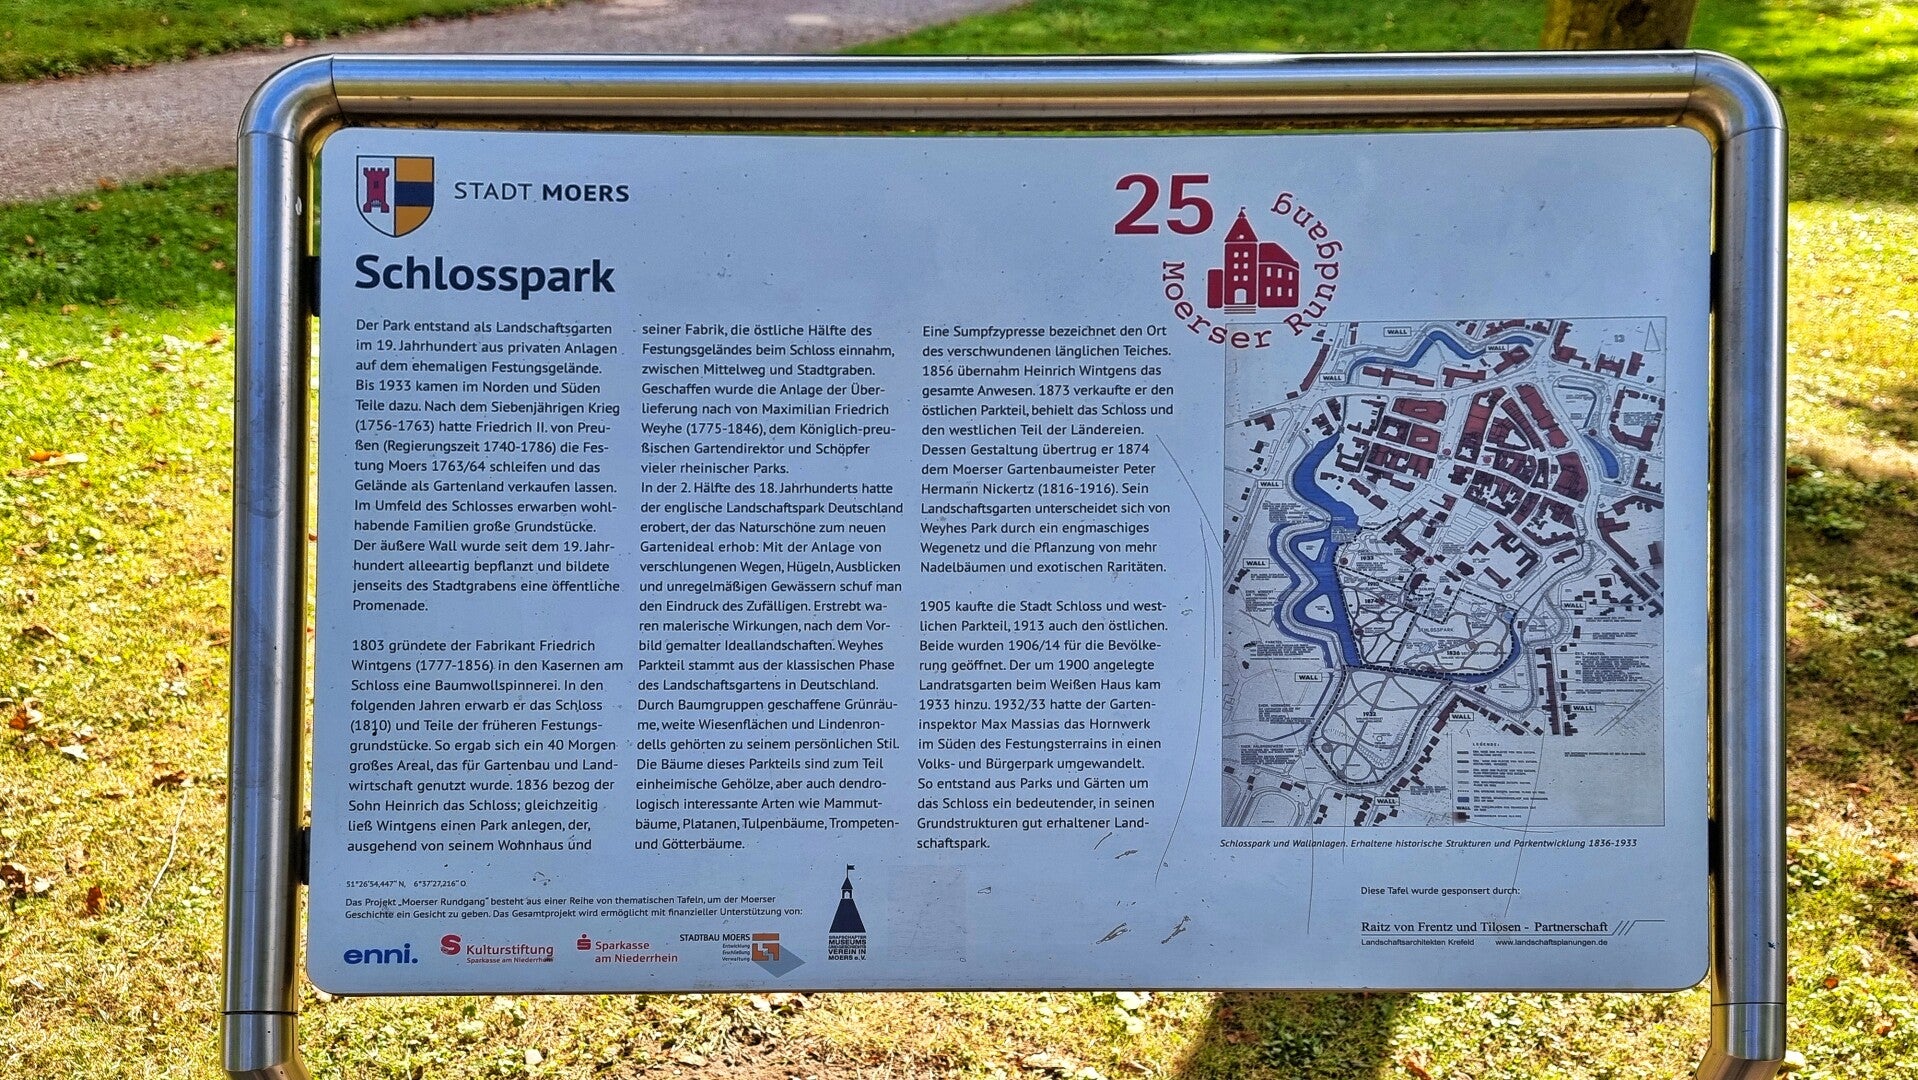 STADT MOERS
Schlosspark
25
Moerser Rundgang
Der Park entstand als Landschaftsgarten
im 19. Jahrhundert aus privaten Anlagen
auf dem ehemaligen Festungsgelände.
Bis 1933 kamen im Norden und Süden
Teile dazu. Nach dem Siebenjährigen Krieg
(1756-1763) hatte Friedrich II. von Preu-
ßen (Regierungszeit 1740-1786) die Fes-
tung Moers 1763/64 schleifen und das
Gelände als Gartenland verkaufen lassen.
Im Umfeld des Schlosses erwarben wohl-
habende Familien große Grundstücke.
Der äußere Wall wurde seit dem 19. Jahr-
hundert alleeartig bepflanzt und bildete
jenseits des Stadtgrabens eine öffentliche
Promenade.
1803 gründete der Fabrikant Friedrich
Wintgens (1777-1856) in den Kasernen am
Schloss eine Baumwollspinnerei. In den
folgenden Jahren erwarb er das Schloss
(1810) und Teile der früheren Festungs-
grundstücke. So ergab sich ein 40 Morgen
großes Areal, das für Gartenbau und Land-
wirtschaft genutzt wurde. 1836 bezog der
Sohn Heinrich das Schloss; gleichzeitig
ließ Wintgens einen Park anlegen, der,
ausgehend von seinem Wohnhaus und
seiner Fabrik, die östliche Hälfte des
Festungsgeländes beim Schloss einnahm,
zwischen Mittelweg und Stadtgraben.
Geschaffen wurde die Anlage der Über-
lieferung nach von Maximilian Friedrich
Weyhe (1775-1846), dem Königlich-preu-
ßischen Gartendirektor und Schöpfer
vieler rheinischer Parks.
In der 2. Hälfte des 18. Jahrhunderts hatte
der englische Landschaftspark Deutschland
erobert, der das Naturschöne zum neuen
Gartenideal erhob: Mit der Anlage von
verschlungenen Wegen, Hügeln, Ausblicken
und unregelmäßigen Gewässern schuf man
den Eindruck des Zufälligen. Erstrebt wa-
ren malerische Wirkungen, nach dem Vor-
bild gemalter Ideallandschaften. Weyhes
Parkteil stammt aus der klassischen Phase
des Landschaftsgartens in Deutschland.
Durch Baumgruppen geschaffene Grünräu-
me, weite Wiesenflächen und Lindenron-
dells gehörten zu seinem persönlichen Stil.
Die Bäume dieses Parkteils sind zum Teil
einheimische Gehölze, aber auch dendro-
logisch interessante Arten wie Mammut-
bäume, Platanen, Tulpenbäume, Trompeten-
und Götterbäume.
Eine Sumpfzypresse bezeichnet den Ort
des verschwundenen länglichen Teiches.
1856 übernahm Heinrich Wintgens das
gesamte Anwesen. 1873 verkaufte er den
östlichen Parkteil, behielt das Schloss und
den westlichen Teil der Ländereien.
Dessen Gestaltung übertrug er 1874
dem Moerser Gartenbaumeister Peter
Hermann Nickertz (1816-1916). Sein
Landschaftsgarten unterscheidet sich von
Weyhes Park durch ein engmaschiges
Wegenetz und die Pflanzung von mehr
Nadelbäumen und exotischen Raritäten.
1905 kaufte die Stadt Schloss und west-
lichen Parkteil, 1913 auch den östlichen.
Beide wurden 1906/14 für die Bevölke-
rung geöffnet. Der um 1900 angelegte
Landratsgarten beim Weißen Haus kam
1933 hinzu. 1932/33 hatte der Garten-
inspektor Max Massias das Hornwerk
im Süden des Festungsterrains in einen
Volks- und Bürgerpark umgewandelt.
So entstand aus Parks und Gärten um
das Schloss ein bedeutender, in seinen
Grundstrukturen gut erhaltener Land-
schaftspark.
WALL
WALL
WALL
WALL
WALL
WALL
WALL
WALL
WALL
WALL
13
SCHLOSSPARK
1836
1932
LEGENDE:
WALL
Schlosspark und Wallanlagen. Erhaltene historische Strukturen und Parkentwicklung 1836-1933
51°26'54,447" N, 6°37'27,216" O
Das Projekt „Moerser Rundgang" besteht aus einer Reihe von thematischen Tafeln, um der Moerser
Geschichte ein Gesicht zu geben. Das Gesamtprojekt wird ermöglicht mit finanzieller Unterstützung von:
enni.
Kulturstiftung
Sparkasse am Niederrhein
Sparkasse
am Niederrhein
STADTBAU MOERS
Entwicklung
Erschließung
Verwaltung
GRAFSCHAFTER
MUSEUMS
UND GESCHICHTS
VEREIN IN
MOERS e.V.
Diese Tafel wurde gesponsert durch:
Raitz von Frentz und Tilosen - Partnerschaft
Landschaftsarchitekten Krefeld www.landschaftsplanungen.de